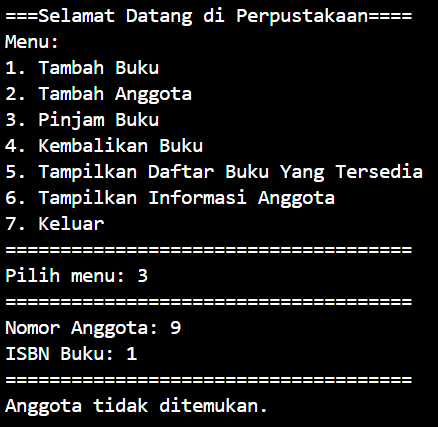 ===Selamat Datang di Perpustakaan====
Menu:
1. Tambah Buku
2. Tambah Anggota
3. Pinjam Buku
4. Kembalikan Buku
5. Tampilkan Daftar Buku Yang Tersedia
6. Tampilkan Informasi Anggota
7. Keluar
=====================================
Pilih menu: 3
=====================================
Nomor Anggota: 9
ISBN Buku: 1
=====================================
Anggota tidak ditemukan.